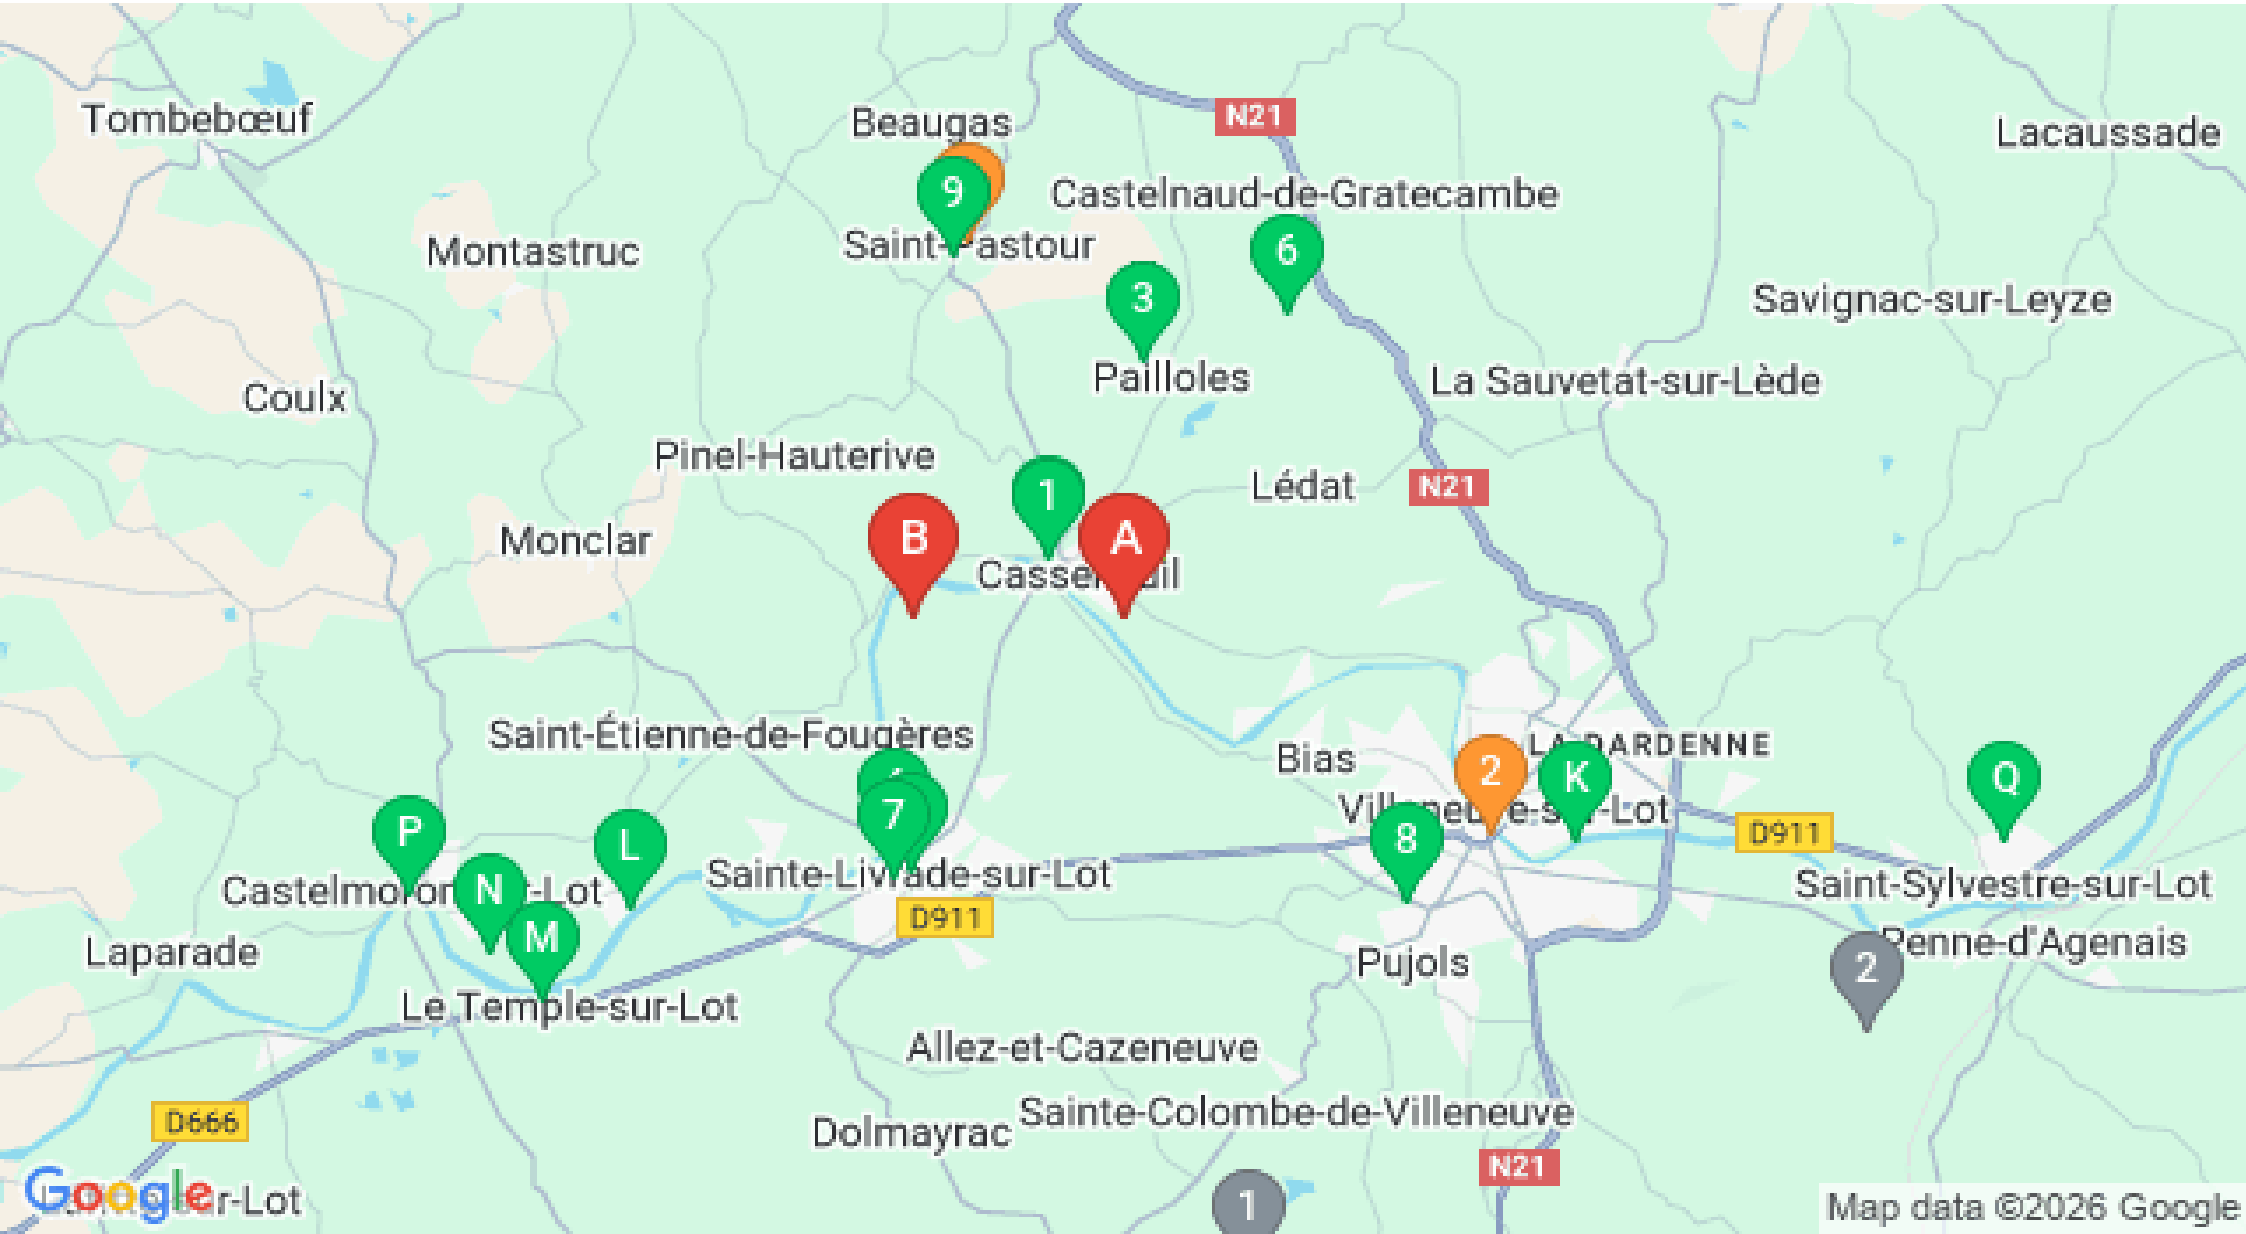 Tombebœuf
Beaugas
N21
Lacaussade
9
Castelnaud-de-Gratecambe
Montastruc
Saint-Pastour
6
3
Savignac-sur-Leyze
Pailloles
La Sauvetat-sur-Lède
Coulx
Pinel-Hauterive
1
Lédat
N21
Monclar
B
A
Casseneuil
Saint-Étienne-de-Fougères
Bias
LA DARDENNE
2
K
Q
7
P
L
8
Villeneuve-sur-Lot
D911
Castelmoron-sur-Lot
N
Sainte-Livrade-sur-Lot
Saint-Sylvestre-sur-Lot
D911
M
Laparade
Pujols
Penne-d'Agenais
2
Le Temple-sur-Lot
Allez-et-Cazeneuve
D666
Sainte-Colombe-de-Villeneuve
Dolmayrac
N21
Google
r-Lot
1
Map data ©2026 Google